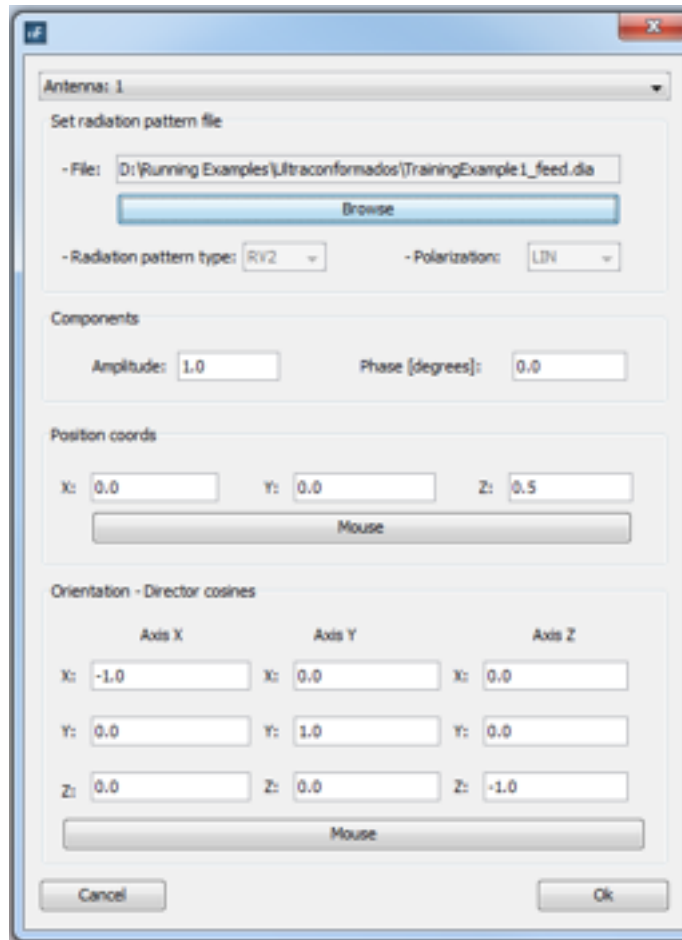 Antenna: 1
Set radiation pattern file
- File: D:\Running Examples\Ultraconformados\TrainingExample1_feed.dia
Browse
- Radiation pattern type: RV2 - Polarization: LIN
Components
Amplitude: 1.0 Phase [degrees]: 0.0
Position coords
X: 0.0 Y: 0.0 Z: 0.5
Mouse
Orientation - Director cosines
Axis X Axis Y Axis Z
X: -1.0 X: 0.0 X: 0.0
Y: 0.0 Y: 1.0 Y: 0.0
Z: 0.0 Z: 0.0 Z: -1.0
Mouse
Cancel Ok